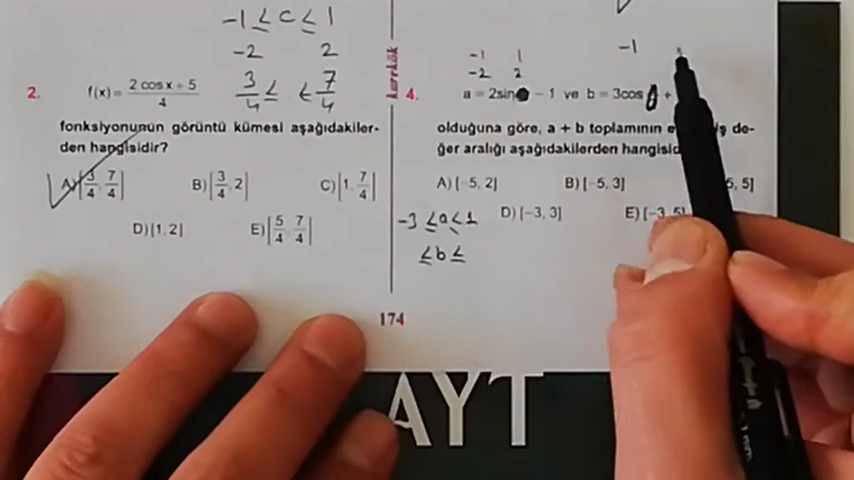 -1 ≤ c ≤ 1
-2 2
3/4 ≤ ≤ 7/4
2. f(x) = (2 cosx + 5)/4
fonksiyonunun görüntü kümesi aşağıdakiler-
den hangisidir?
A) [3/4, 7/4] B) [3/4, 2] C) [1, 7/4]
D) [1, 2] E) [5/4, 7/4]
karekök
-1
-1 1
-2 2
4. a = 2sin - 1 ve b = 3cos +
olduğuna göre, a + b toplamının de-
ğer aralığı aşağıdakilerden
A) [-5, 2] B) [-5, 3] 5, 5]
D) [-3, 3] E) [-3, 5]
-3 ≤ a ≤ 1
≤ b ≤
174
AYT